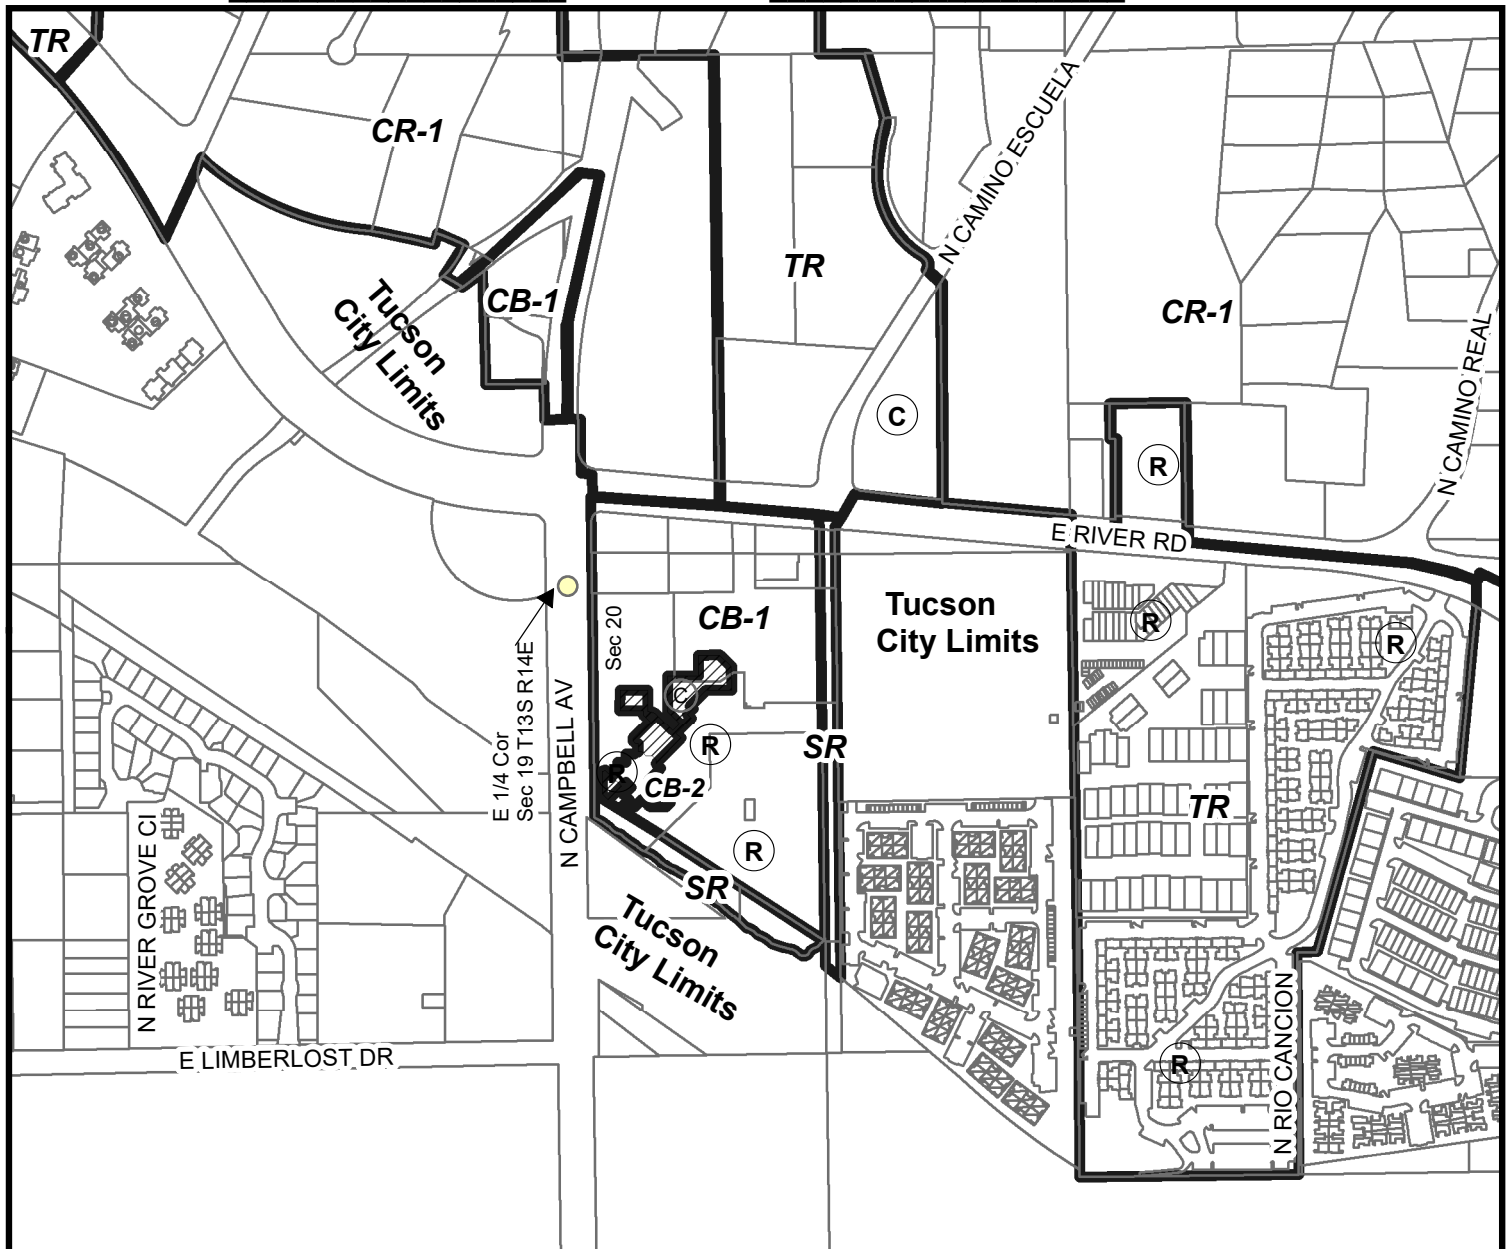 TR
CR-1
N CAMINO ESCUELA
TR
CB-1
Tucson
City Limits
CR-1
N CAMINO REAL
C
R
E RIVER RD
Sec 20
CB-1
Tucson
City Limits
R
R
E 1/4 Cor
Sec 19 T13S R14E
N CAMPBELL AV
C
R
SR
R
CB-2
TR
N RIVER GROVE CI
R
SR
Tucson
City Limits
N RIO CANCION
R
E LIMBERLOST DR